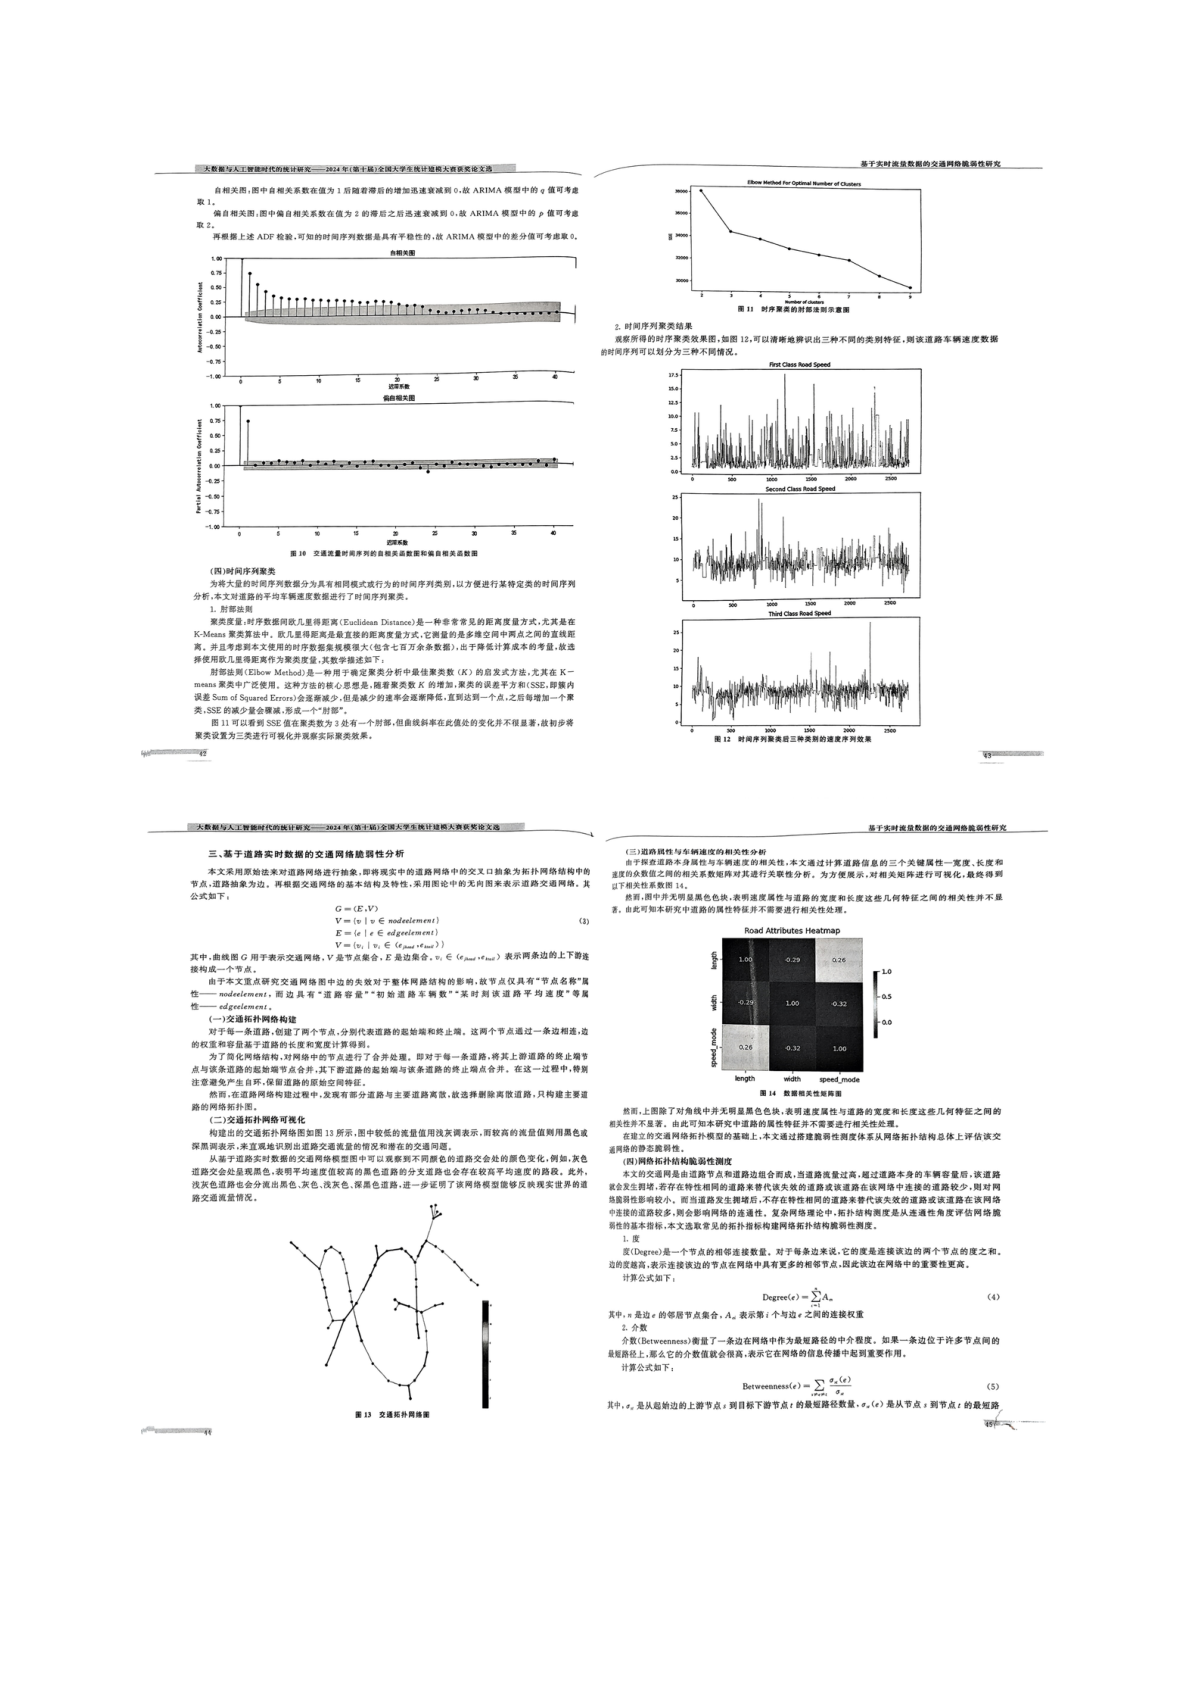 大数据与人工智能时代的统计研究——2024 年(第十届)全国大学生统计建模大赛获奖论文选
自相关图,图中自相关系数在值为 1 后随着滞后的增加迅速衰减到 0,故 ARIMA 模型中的 q 值可考虑
取 1。
偏自相关图,图中偏自相关系数在值为 2 的滞后之后迅速衰减到 0,故 ARIMA 模型中的 p 值可考虑
取 2。
再根据上述 ADF 检验,可知的时间序列数据是具有平稳性的,故 ARIMA 模型中的差分值可考虑取 0。
自相关图
Autocorrelation Coefficient
1.00
0.75
0.50
0.25
0.00
-0.25
-0.50
-0.75
-1.00
0 5 10 15 20 25 30 35 40
迟滞系数
偏自相关图
Partial Autocorrelation Coefficient
1.00
0.75
0.50
0.25
0.00
-0.25
-0.50
-0.75
-1.00
0 5 10 15 20 25 30 35 40
迟滞系数
图 10 交通流量时间序列的自相关函数图和偏自相关函数图
(四)时间序列聚类
为将大量的时间序列数据分为具有相同模式或行为的时间序列类别,以方便进行某特定类的时间序列
分析,本文对道路的平均车辆速度数据进行了时间序列聚类。
1. 肘部法则
聚类度量:时序数据间欧几里得距离(Euclidean Distance)是一种非常常见的距离度量方式,尤其是在
K-Means 聚类算法中。欧几里得距离是最直接的距离度量方式,它测量的是多维空间中两点之间的直线距
离。并且考虑到本文使用的时序数据集规模很大(包含七百万余条数据),出于降低计算成本的考量,故选
择使用欧几里得距离作为聚类度量,其数学描述如下:
肘部法则(Elbow Method)是一种用于确定聚类分析中最佳聚类数 (K) 的启发式方法,尤其在 K-
means 聚类中广泛使用。这种方法的核心思想是,随着聚类数 K 的增加,聚类的误差平方和(SSE,即簇内
误差 Sum of Squared Errors)会逐渐减少,但是减少的速率会逐渐降低,直到达到一个点,之后每增加一个聚
类,SSE 的减少量会骤减,形成一个“肘部”。
图 11 可以看到 SSE 值在聚类数为 3 处有一个肘部,但曲线斜率在此值处的变化并不很显著,故初步将
聚类设置为三类进行可视化并观察实际聚类效果。
42
基于实时流量数据的交通网络脆弱性研究
Elbow Method For Optimal Number of Clusters
SSE
38000
36000
34000
32000
30000
2 3 4 5 6 7 8 9
Number of clusters
图 11 时序聚类的肘部法则示意图
2. 时间序列聚类结果
观察所得的时序聚类效果图,如图 12,可以清晰地辨识出三种不同的类别特征,则该道路车辆速度数据
的时间序列可以划分为三种不同情况。
First Class Road Speed
17.5
15.0
12.5
10.0
7.5
5.0
2.5
0.0
0 500 1000 1500 2000 2500
Second Class Road Speed
25
20
15
10
5
0 500 1000 1500 2000 2500
Third Class Road Speed
25
20
15
10
5
0
0 500 1000 1500 2000 2500
图 12 时间序列聚类后三种类别的速度序列效果
43
大数据与人工智能时代的统计研究——2024 年(第十届)全国大学生统计建模大赛获奖论文选
三、基于道路实时数据的交通网络脆弱性分析
本文采用原始法来对道路网络进行抽象,即将现实中的道路网络中的交叉口抽象为拓扑网络结构中的
节点,道路抽象为边。再根据交通网络的基本结构及特性,采用图论中的无向图来表示道路交通网络。其
公式如下:
G = (E,V)
V = {v | v ∈ nodeelement}
(3)
E = {e | e ∈ edgeelement}
V = {vᵢ | vᵢ ∈ (e_head, e_tail)}
其中,曲线图 G 用于表示交通网络,V 是节点集合,E 是边集合。vᵢ ∈ (e_head, e_tail) 表示两条边的上下游连
接构成一个节点。
由于本文重点研究交通网络图中边的失效对于整体网路结构的影响,故节点仅具有“节点名称”属
性—— nodeelement,而边具有“道路容量”“初始道路车辆数”“某时刻该道路平均速度”等属
性—— edgeelement。
(一)交通拓扑网络构建
对于每一条道路,创建了两个节点,分别代表道路的起始端和终止端。这两个节点通过一条边相连,边
的权重和容量基于道路的长度和宽度计算得到。
为了简化网络结构,对网络中的节点进行了合并处理。即对于每一条道路,将其上游道路的终止端节
点与该条道路的起始端节点合并,其下游道路的起始端与该条道路的终止端点合并。在这一过程中,特别
注意避免产生自环,保留道路的原始空间特征。
然而,在道路网络构建过程中,发现有部分道路与主要道路离散,故选择删除离散道路,只构建主要道
路的网络拓扑图。
(二)交通拓扑网络可视化
构建出的交通拓扑网络图如图 13 所示,图中较低的流量值用浅灰调表示,而较高的流量值则用黑色或
深黑调表示,来直观地识别出道路交通流量的情况和潜在的交通问题。
从基于道路实时数据的交通网络模型图中可以观察到不同颜色的道路交会处的颜色变化,例如,灰色
道路交会处呈现黑色,表明平均速度值较高的黑色道路的分支道路也会存在较高平均速度的路段。此外,
浅灰色道路也会分流出黑色、灰色、浅灰色、深黑色道路,进一步证明了该网络模型能够反映现实世界的道
路交通流量情况。
图 13 交通拓扑网络图
44
基于实时流量数据的交通网络脆弱性研究
(三)道路属性与车辆速度的相关性分析
由于探查道路本身属性与车辆速度的相关性,本文通过计算道路信息的三个关键属性—宽度、长度和
速度的众数值之间的相关系数矩阵对其进行关联性分析。为方便展示,对相关矩阵进行可视化,最终得到
以下相关性系数图 14。
然而,图中并无明显黑色色块,表明速度属性与道路的宽度和长度这些几何特征之间的相关性并不显
著。由此可知本研究中道路的属性特征并不需要进行相关性处理。
Road Attributes Heatmap
length
width
speed_mode
1.00 -0.29 0.26
-0.29 1.00 -0.32
0.26 -0.32 1.00
length width speed_mode
1.0
0.5
0.0
图 14 数据相关性矩阵图
然而,上图除了对角线中并无明显黑色色块,表明速度属性与道路的宽度和长度这些几何特征之间的
相关性并不显著。由此可知本研究中道路的属性特征并不需要进行相关性处理。
在建立的交通网络拓扑模型的基础上,本文通过搭建脆弱性测度体系从网络拓扑结构总体上评估该交
通网络的静态脆弱性。
(四)网络拓扑结构脆弱性测度
本文的交通网是由道路节点和道路边组合而成,当道路流量过高,超过道路本身的车辆容量后,该道路
就会发生拥堵,若存在特性相同的道路来替代该失效的道路或该道路在该网络中连接的道路较少,则对网
络脆弱性影响较小。而当道路发生拥堵后,不存在特性相同的道路来替代该失效的道路或该道路在该网络
中连接的道路较多,则会影响网络的连通性。复杂网络理论中,拓扑结构测度是从连通性角度评估网络脆
弱性的基本指标,本文选取常见的拓扑指标构建网络拓扑结构脆弱性测度。
1. 度
度(Degree)是一个节点的相邻连接数量。对于每条边来说,它的度是连接该边的两个节点的度之和。
边的度越高,表示连接该边的节点在网络中具有更多的相邻节点,因此该边在网络中的重要性更高。
计算公式如下:
Degree(e) = ∑ⁿᵢ₌₁ Aₑᵢ (4)
其中,n 是边 e 的邻居节点集合,Aₑᵢ 表示第 i 个与边 e 之间的连接权重
2. 介数
介数(Betweenness)衡量了一条边在网络中作为最短路径的中介程度。如果一条边位于许多节点间的
最短路径上,那么它的介数值就会很高,表示它在网络的信息传播中起到重要作用。
计算公式如下:
Betweenness(e) = ∑ₛ≠ₑ≠ₜ σₛₜ(e)/σₛₜ (5)
其中,σₛₜ 是从起始边的上游节点 s 到目标下游节点 t 的最短路径数量,σₛₜ(e) 是从节点 s 到节点 t 的最短路
45